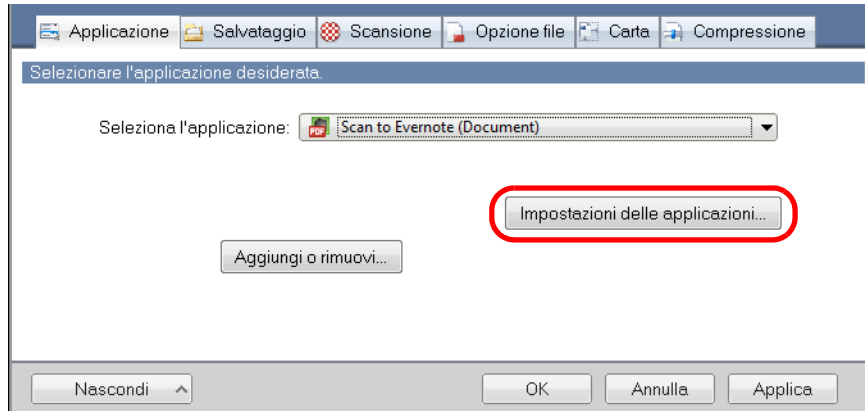 Applicazione Salvataggio Scansione Opzione file Carta Compressione
Selezionare l'applicazione desiderata.
Seleziona l'applicazione: PDF Scan to Evernote (Document)
Impostazioni delle applicazioni...
Aggiungi o rimuovi...
Nascondi OK Annulla Applica